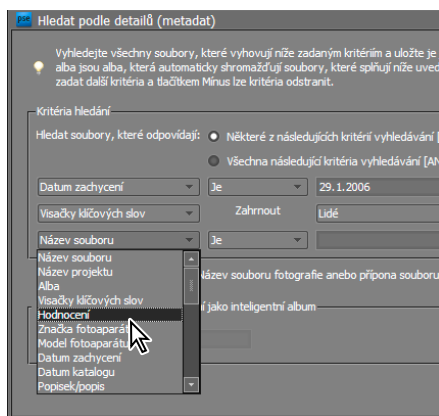 pse Hledat podle detailů (metadat)
Vyhledejte všechny soubory, které vyhovují níže zadaným kritériím a uložte je
alba jsou alba, která automaticky shromažďují soubory, které splňují níže uved
zadat další kritéria a tlačítkem Mínus lze kritéria odstranit.
Kritéria hledání
Hledat soubory, které odpovídají: Některé z následujících kritérií vyhledávání [
Všechna následující kritéria vyhledávání [AN
Datum zachycení Je 29.1.2006
Visačky klíčových slov Zahrnout Lidé
Název souboru Je
Název souboru
Název projektu Název souboru fotografie anebo přípona souboru
Alba
Visačky klíčových slov
Hodnocení í jako inteligentní album
Značka fotoaparát
Model fotoaparátu
Datum zachycení
Datum katalogu
Popisek/popis